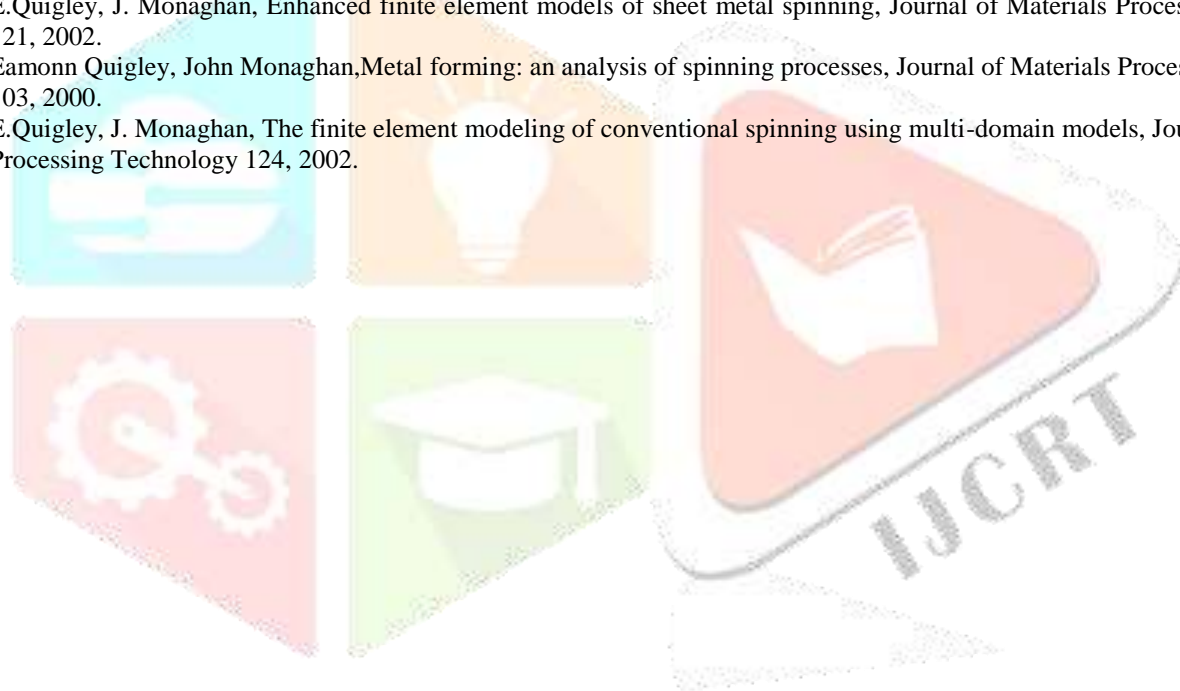 E.Quigley, J. Monaghan, Enhanced finite element models of sheet metal spinning, Journal of Materials Proces
21, 2002.
Eamonn Quigley, John Monaghan,Metal forming: an analysis of spinning processes, Journal of Materials Proces
03, 2000.
E.Quigley, J. Monaghan, The finite element modeling of conventional spinning using multi-domain models, Jou
Processing Technology 124, 2002.
IJCRT